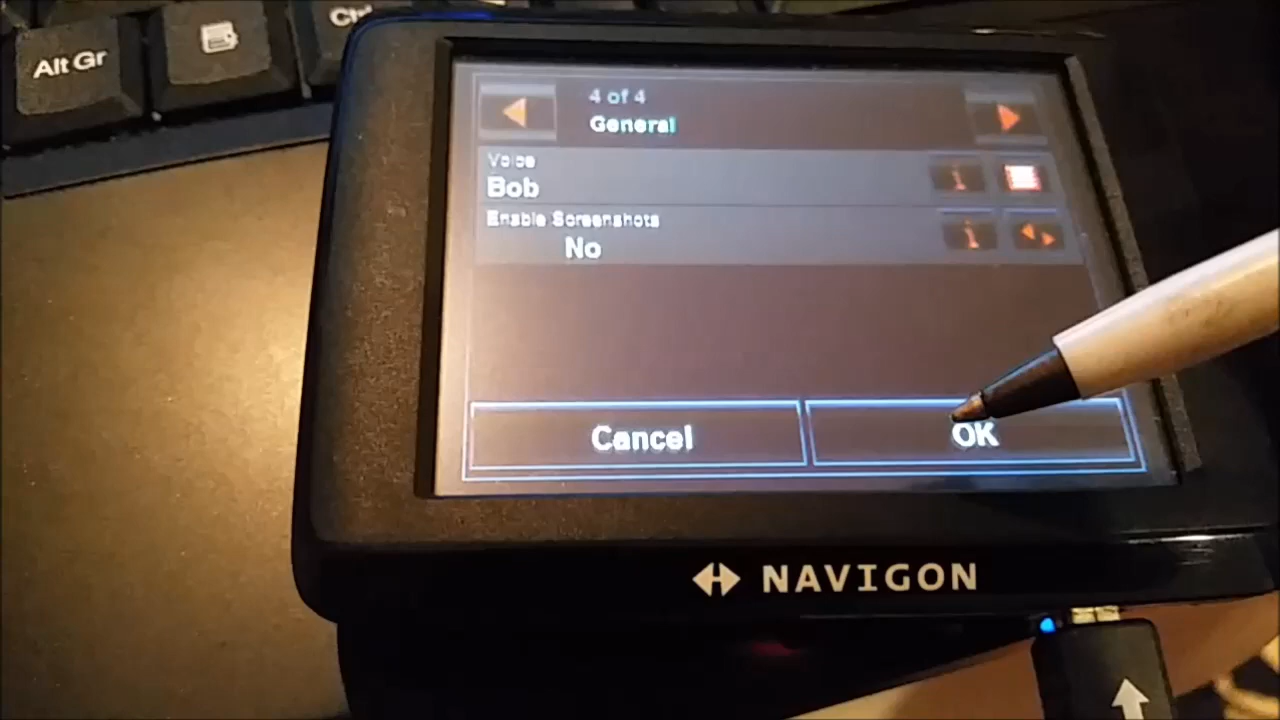 Alt Gr
Ctrl
4 of 4
General
Voice
Bob
i
Enable Screenshots
No
i
Cancel
OK
NAVIGON